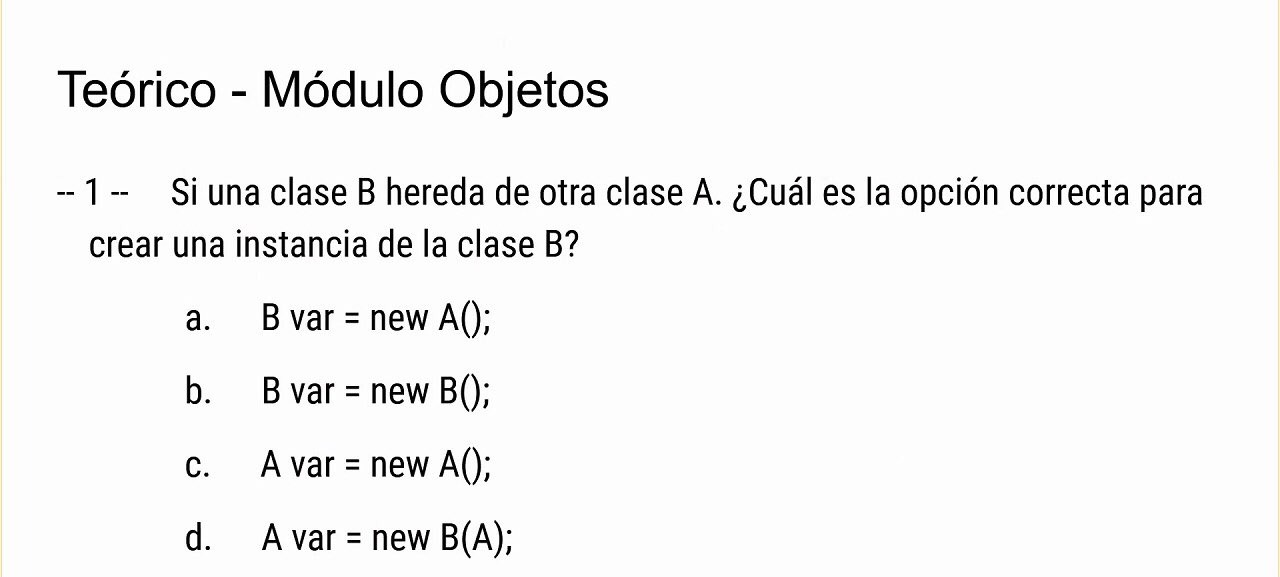 Teórico - Módulo Objetos
-- 1 -- Si una clase B hereda de otra clase A. ¿Cuál es la opción correcta para
crear una instancia de la clase B?
a. B var = new A();
b. B var = new B();
c. A var = new A();
d. A var = new B(A);